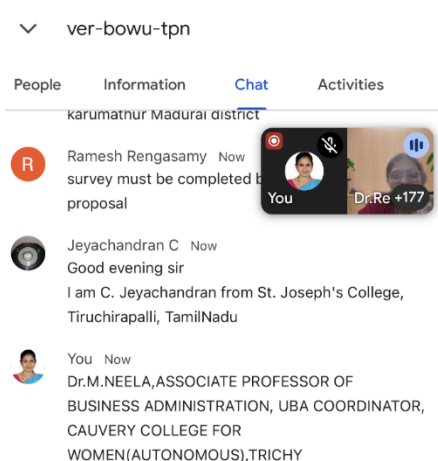 ver-bowu-tpn
People Information Chat Activities
karumathur Madurai district
R Ramesh Rengasamy Now
survey must be completed
proposal
You Dr.Re +177
Jeyachandran C Now
Good evening sir
I am C. Jeyachandran from St. Joseph's College,
Tiruchirapalli, TamilNadu
You Now
Dr.M.NEELA,ASSOCIATE PROFESSOR OF
BUSINESS ADMINISTRATION, UBA COORDINATOR,
CAUVERY COLLEGE FOR
WOMEN(AUTONOMOUS),TRICHY